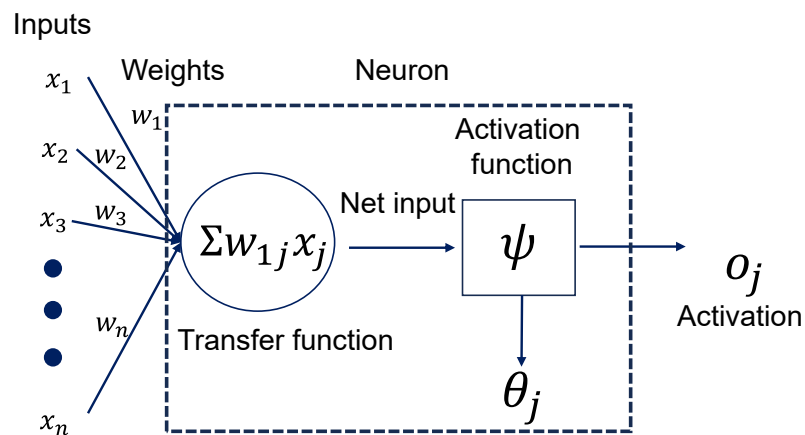 Inputs
Weights
Neuron
x₁
w₁
x₂
w₂
x₃
w₃
wₙ
xₙ
Σw₁ⱼxⱼ
Transfer function
Net input
Activation
function
ψ
θⱼ
oⱼ
Activation